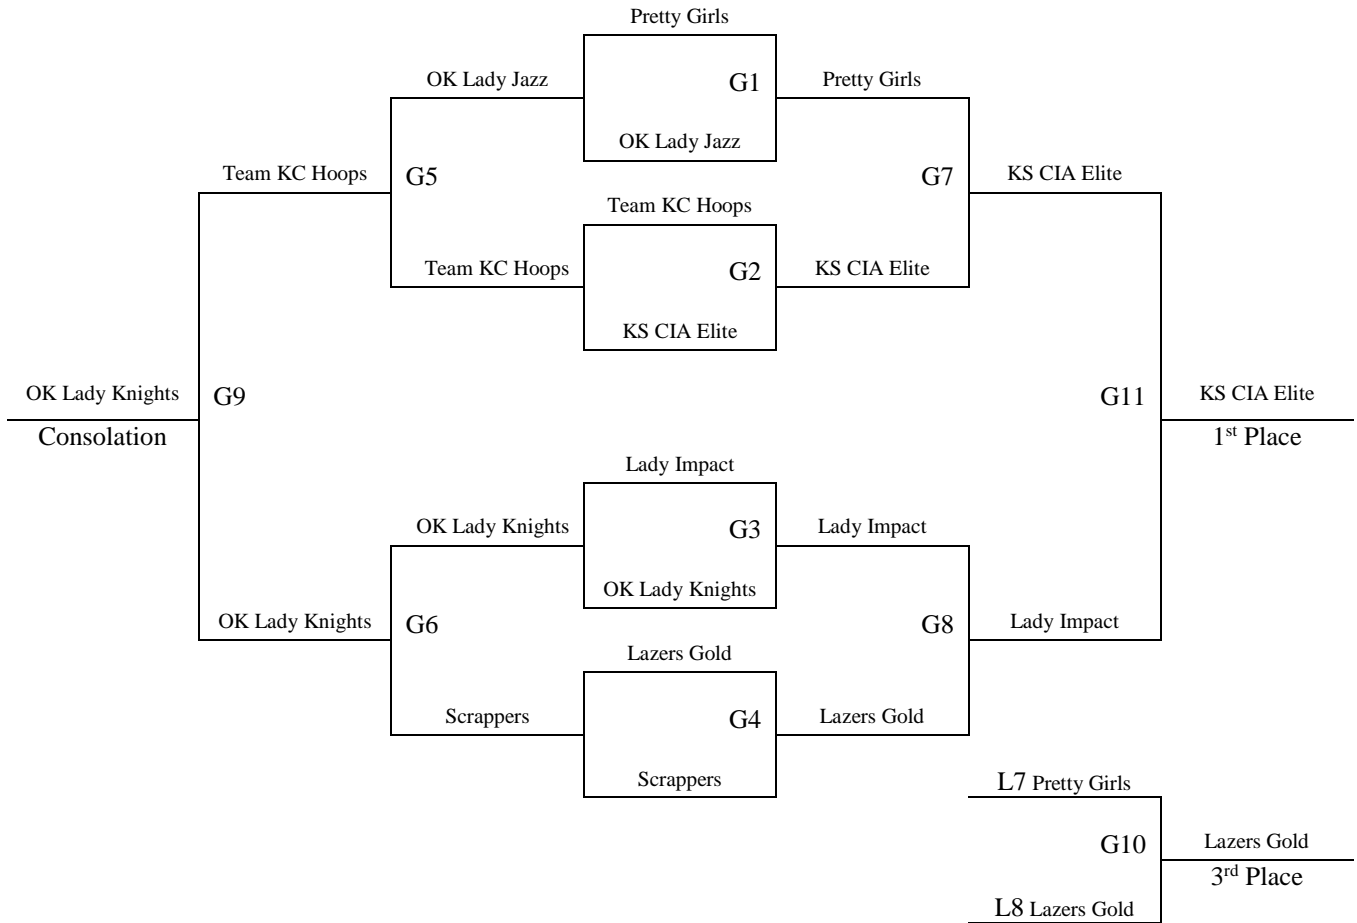 Pretty Girls
OK Lady Jazz
G1
Pretty Girls
OK Lady Jazz
Team KC Hoops
G5
G7
KS CIA Elite
Team KC Hoops
Team KC Hoops
G2
KS CIA Elite
KS CIA Elite
OK Lady Knights
G9
G11
KS CIA Elite
Consolation
1st Place
Lady Impact
OK Lady Knights
G3
Lady Impact
OK Lady Knights
OK Lady Knights
G6
G8
Lady Impact
Lazers Gold
Scrappers
G4
Lazers Gold
Scrappers
L7 Pretty Girls
G10
Lazers Gold
3rd Place
L8 Lazers Gold